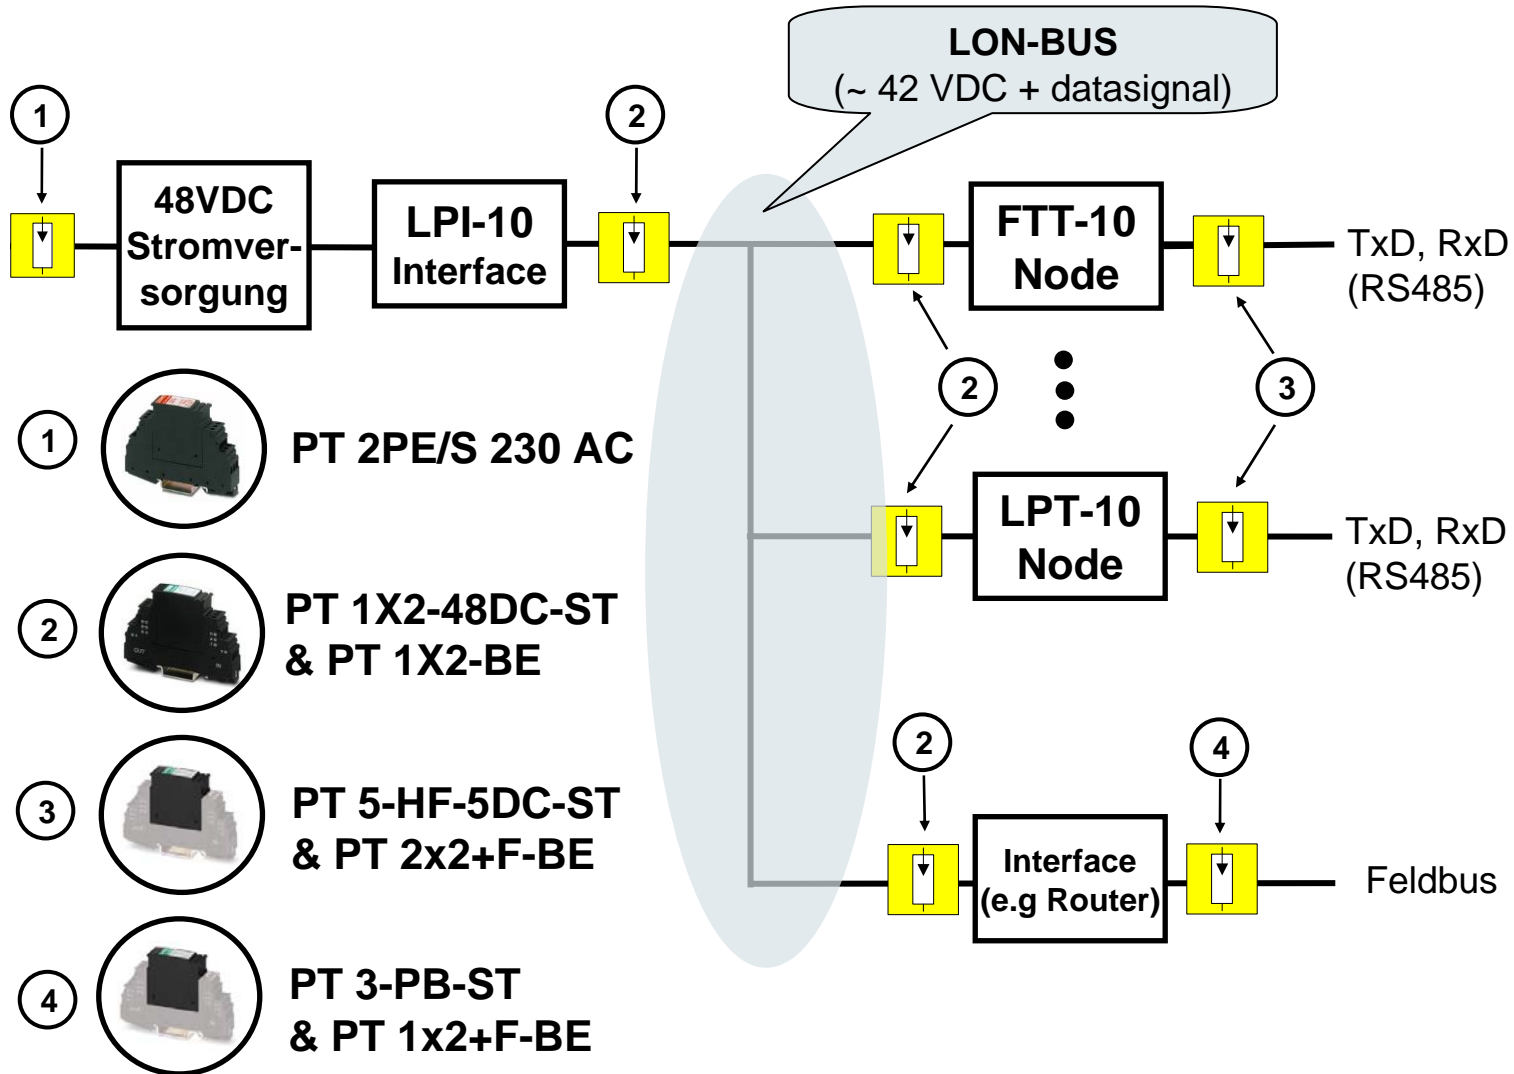 LON-BUS
(~ 42 VDC + datasignal)
1
2
48VDC
Stromver-
sorgung
LPI-10
Interface
FTT-10
Node
TxD, RxD
(RS485)
2
3
1
PT 2PE/S 230 AC
LPT-10
Node
TxD, RxD
(RS485)
2
OUT
IN
PT 1X2-48DC-ST
& PT 1X2-BE
2
4
3
PT 5-HF-5DC-ST
& PT 2x2+F-BE
Interface
(e.g Router)
Feldbus
4
PT 3-PB-ST
& PT 1x2+F-BE